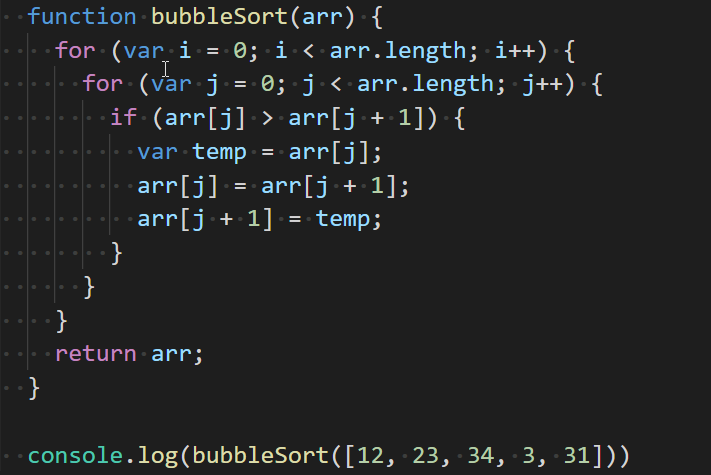 function bubbleSort(arr) {
for (var i = 0; i < arr.length; i++) {
for (var j = 0; j < arr.length; j++) {
if (arr[j] > arr[j + 1]) {
var temp = arr[j];
arr[j] = arr[j + 1];
arr[j + 1] = temp;
}
}
}
return arr;
}
console.log(bubbleSort([12, 23, 34, 3, 31]))